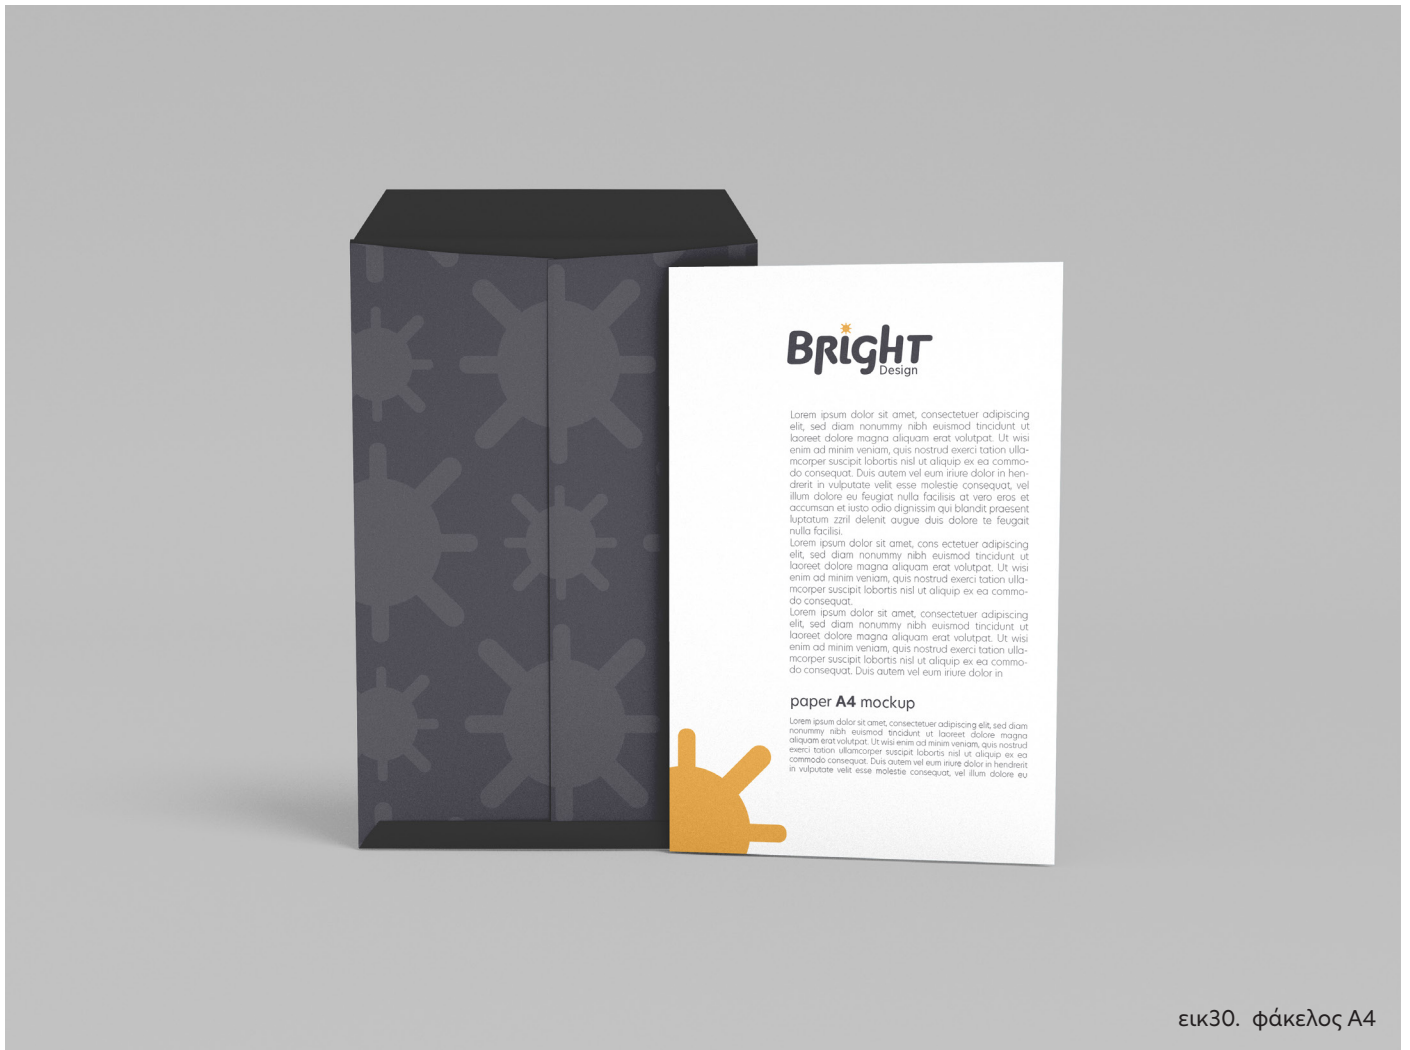 BRiGHT
Design
Lorem ipsum dolor sit amet, consectetuer adipiscing
elit, sed diam nonummy nibh euismod tincidunt ut
laoreet dolore magna aliquam erat volutpat. Ut wisi
enim ad minim veniam, quis nostrud exerci tation ulla-
mcorper suscipit lobortis nisl ut aliquip ex ea commo-
do consequat. Duis autem vel eum iriure dolor in hen-
drerit in vulputate velit esse molestie consequat, vel
illum dolore eu feugiat nulla facilisis at vero eros et
accumsan et iusto odio dignissim qui blandit praesent
luptatum zzril delenit augue duis dolore te feugait
nulla facilisi.
Lorem ipsum dolor sit amet, cons ectetuer adipiscing
elit, sed diam nonummy nibh euismod tincidunt ut
laoreet dolore magna aliquam erat volutpat. Ut wisi
enim ad minim veniam, quis nostrud exerci tation ulla-
mcorper suscipit lobortis nisl ut aliquip ex ea commo-
do consequat.
Lorem ipsum dolor sit amet, consectetuer adipiscing
elit, sed diam nonummy nibh euismod tincidunt ut
laoreet dolore magna aliquam erat volutpat. Ut wisi
enim ad minim veniam, quis nostrud exerci tation ulla-
mcorper suscipit lobortis nisl ut aliquip ex ea commo-
do consequat. Duis autem vel eum iriure dolor in
paper A4 mockup
Lorem ipsum dolor sit amet, consectetuer adipiscing elit, sed diam
nonummy nibh euismod tincidunt ut laoreet dolore magna
aliquam erat volutpat. Ut wisi enim ad minim veniam, quis nostrud
exerci tation ullamcorper suscipit lobortis nisl ut aliquip ex ea
commodo consequat. Duis autem vel eum iriure dolor in hendrerit
in vulputate velit esse molestie consequat, vel illum dolore eu
εικ30. φάκελος Α4